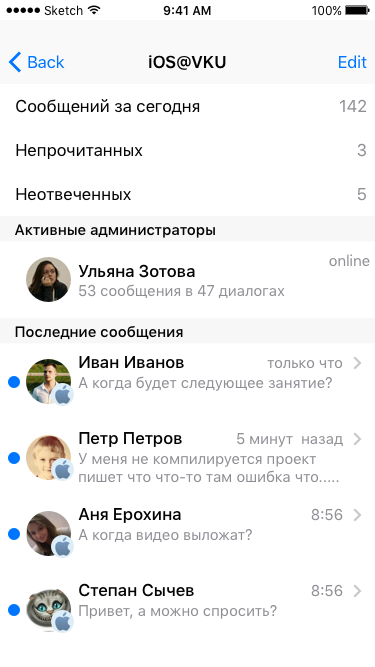 Sketch 9:41 AM 100%
Back iOS@VKU Edit
Сообщений за сегодня 142
Непрочитанных 3
Неотвеченных 5
Активные администраторы
online
Ульяна Зотова
53 сообщения в 47 диалогах
Последние сообщения
Иван Иванов только что
А когда будет следующее занятие?
Петр Петров 5 минут назад
У меня не компилируется проект
пишет что что-то там ошибка что.....
Аня Ерохина 8:56
А когда видео выложат?
Степан Сычев 8:56
Привет, а можно спросить?